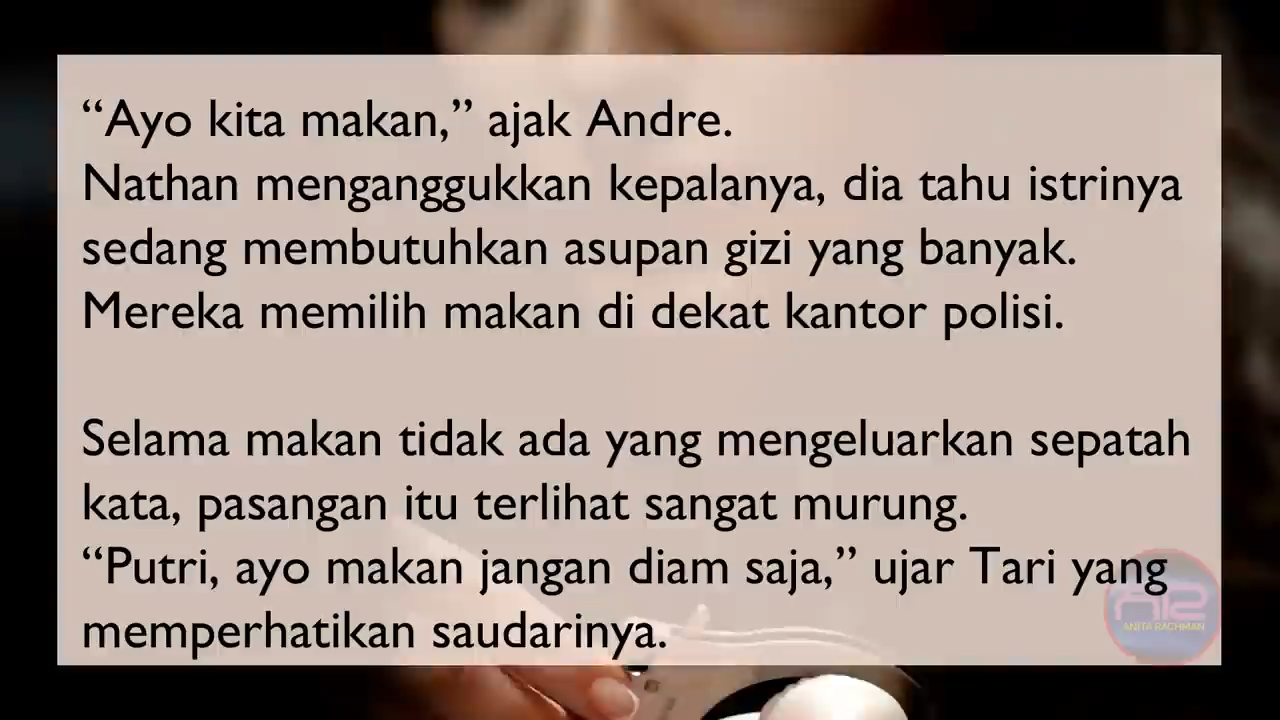 “Ayo kita makan,” ajak Andre.
Nathan menganggukkan kepalanya, dia tahu istrinya
sedang membutuhkan asupan gizi yang banyak.
Mereka memilih makan di dekat kantor polisi.
Selama makan tidak ada yang mengeluarkan sepatah
kata, pasangan itu terlihat sangat murung.
“Putri, ayo makan jangan diam saja,” ujar Tari yang
memperhatikan saudarinya.
ANITA RACHMAN